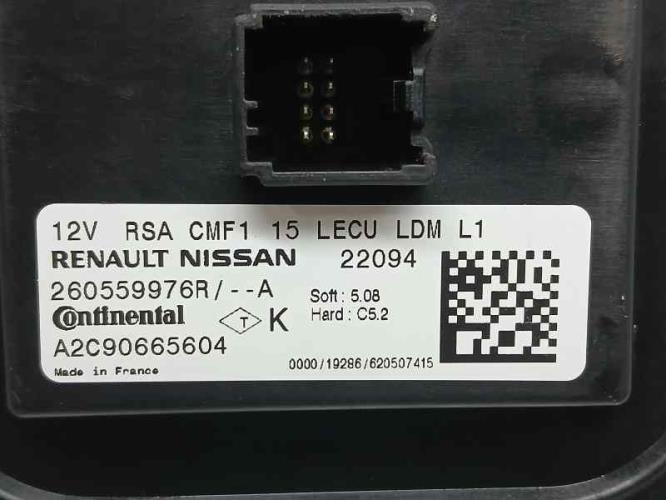 12V RSA CMF1 15 LECU LDM L1
RENAULT NISSAN 22094
260559976R/--A
Soft : 5.08
Continental
T K
Hard : C5.2
A2C90665604
Made in France
0000/19286/620507415